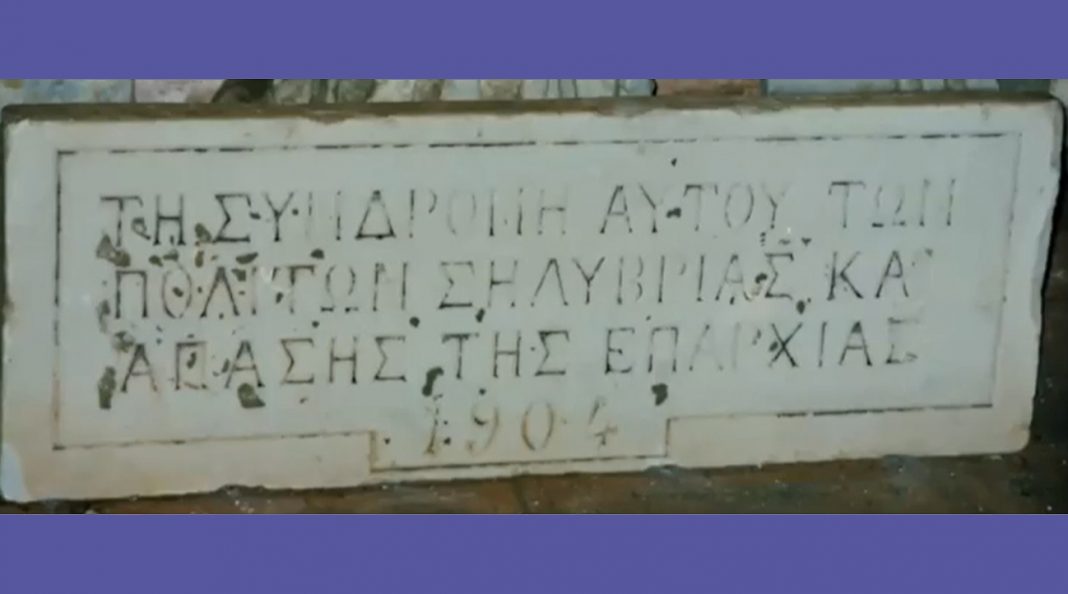 ΤΗ ΣΥΝΔΡΟΜΗ ΑΥΤΟΥ ΤΩΝ
ΠΟΛΙΤΩΝ ΣΗΛΥΒΡΙΑΣ ΚΑΙ
ΑΠΑΣΗΣ ΤΗΣ ΕΠΑΡΧΙΑΣ
1904